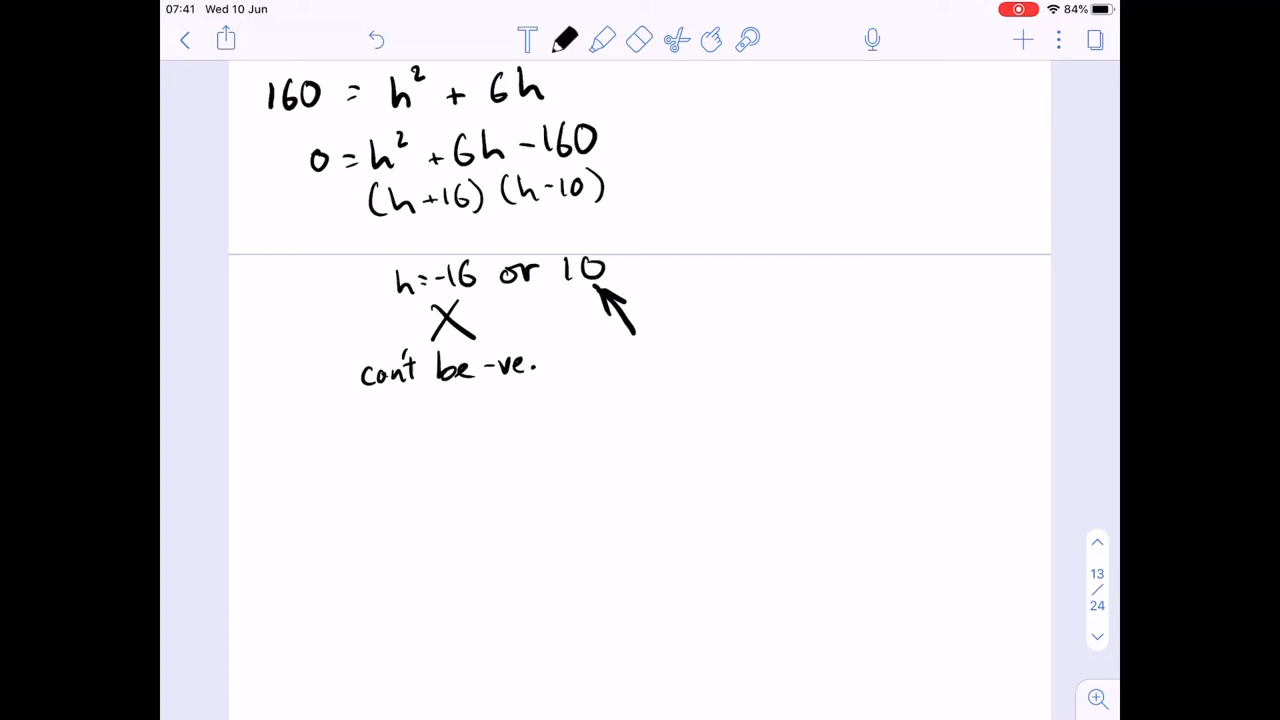 07:41 Wed 10 Jun 84%
T
160 = h² + 6h
0 = h² + 6h - 160
(h+16) (h-10)
h = -16 or 10
can't be -ve.
13
/
24